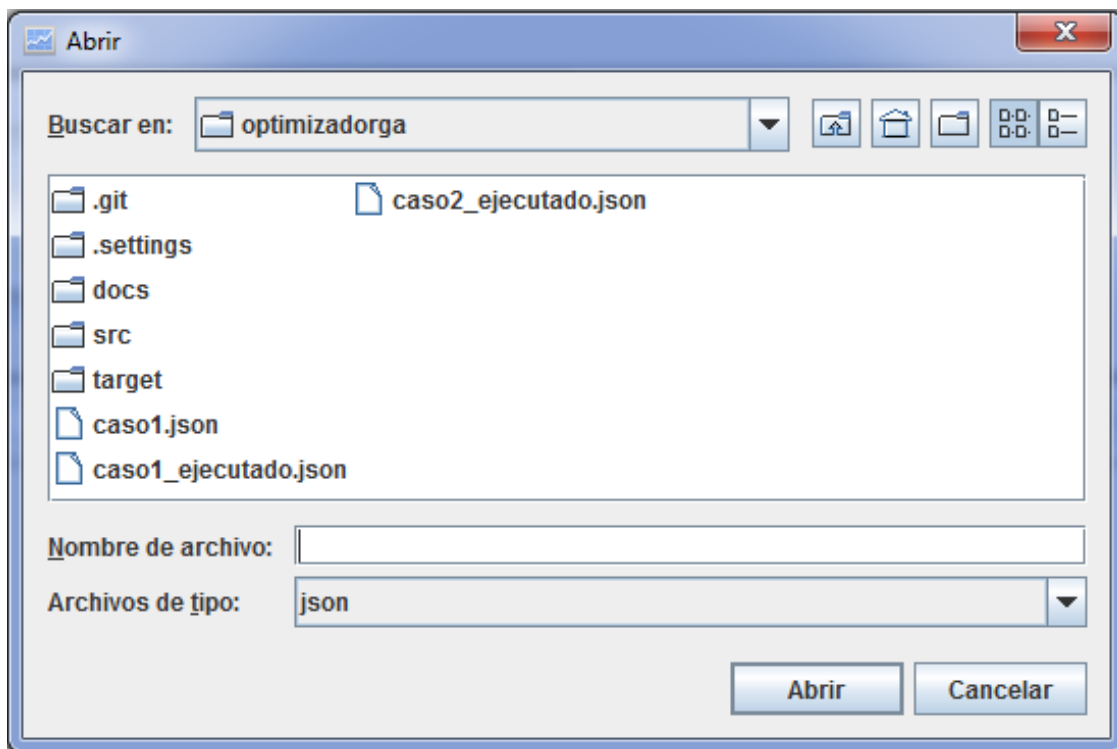 Abrir
Buscar en: optimizadorga
.git
.settings
docs
src
target
caso1.json
caso1_ejecutado.json
caso2_ejecutado.json
Nombre de archivo:
Archivos de tipo: json
Abrir Cancelar